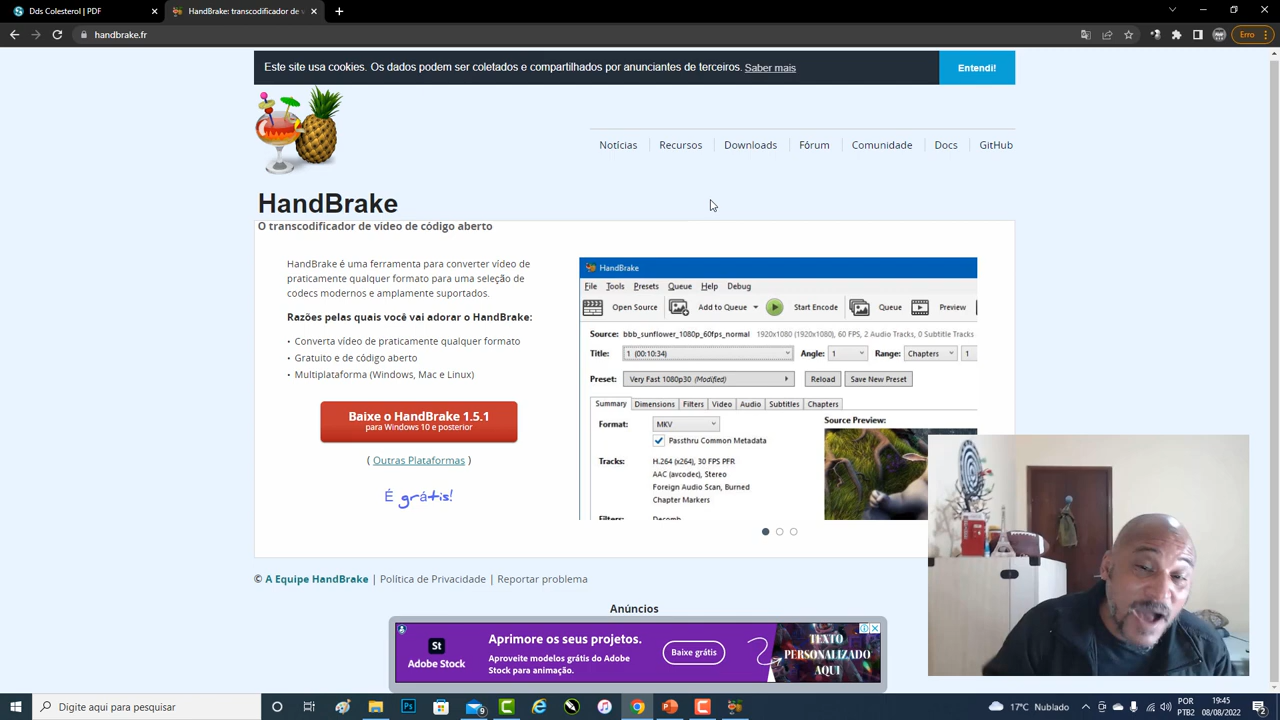 Dds Colesterol | PDF
HandBrake: transcodificador de v
handbrake.fr
Erro
Este site usa cookies. Os dados podem ser coletados e compartilhados por anunciantes de terceiros. Saber mais
Entendi!
Notícias
Recursos
Downloads
Fórum
Comunidade
Docs
GitHub
HandBrake
O transcodificador de vídeo de código aberto
HandBrake é uma ferramenta para converter vídeo de
praticamente qualquer formato para uma seleção de
codecs modernos e amplamente suportados.
Razões pelas quais você vai adorar o HandBrake:
• Converta vídeo de praticamente qualquer formato
• Gratuito e de código aberto
• Multiplataforma (Windows, Mac e Linux)
Baixe o HandBrake 1.5.1
para Windows 10 e posterior
( Outras Plataformas )
É grátis!
HandBrake
File Tools Presets Queue Help Debug
Open Source Add to Queue Start Encode Queue Preview
Source: bbb_sunflower_1080p_60fps_normal 1920x1080 (1920x1080), 60 FPS, 2 Audio Tracks, 0 Subtitle Tracks
Title: 1 (00:10:34) Angle: 1 Range: Chapters 1
Preset: Very Fast 1080p30 (Modified) Reload Save New Preset
Summary Dimensions Filters Video Audio Subtitles Chapters
Format: MKV Source Preview:
Passthru Common Metadata
Tracks: H.264 (x264), 30 FPS PFR
AAC (avcodec), Stereo
Foreign Audio Scan, Burned
Chapter Markers
© A Equipe HandBrake | Política de Privacidade | Reportar problema
Anúncios
St
Adobe Stock
Aprimore os seus projetos.
Aproveite modelos grátis do Adobe
Stock para animação.
Baixe grátis
TEXTO
PERSONALIZADO
AQUI
Digite aqui para pesquisar
Ps
9
17°C Nublado
POR
PTB2
19:45
08/08/2022
2